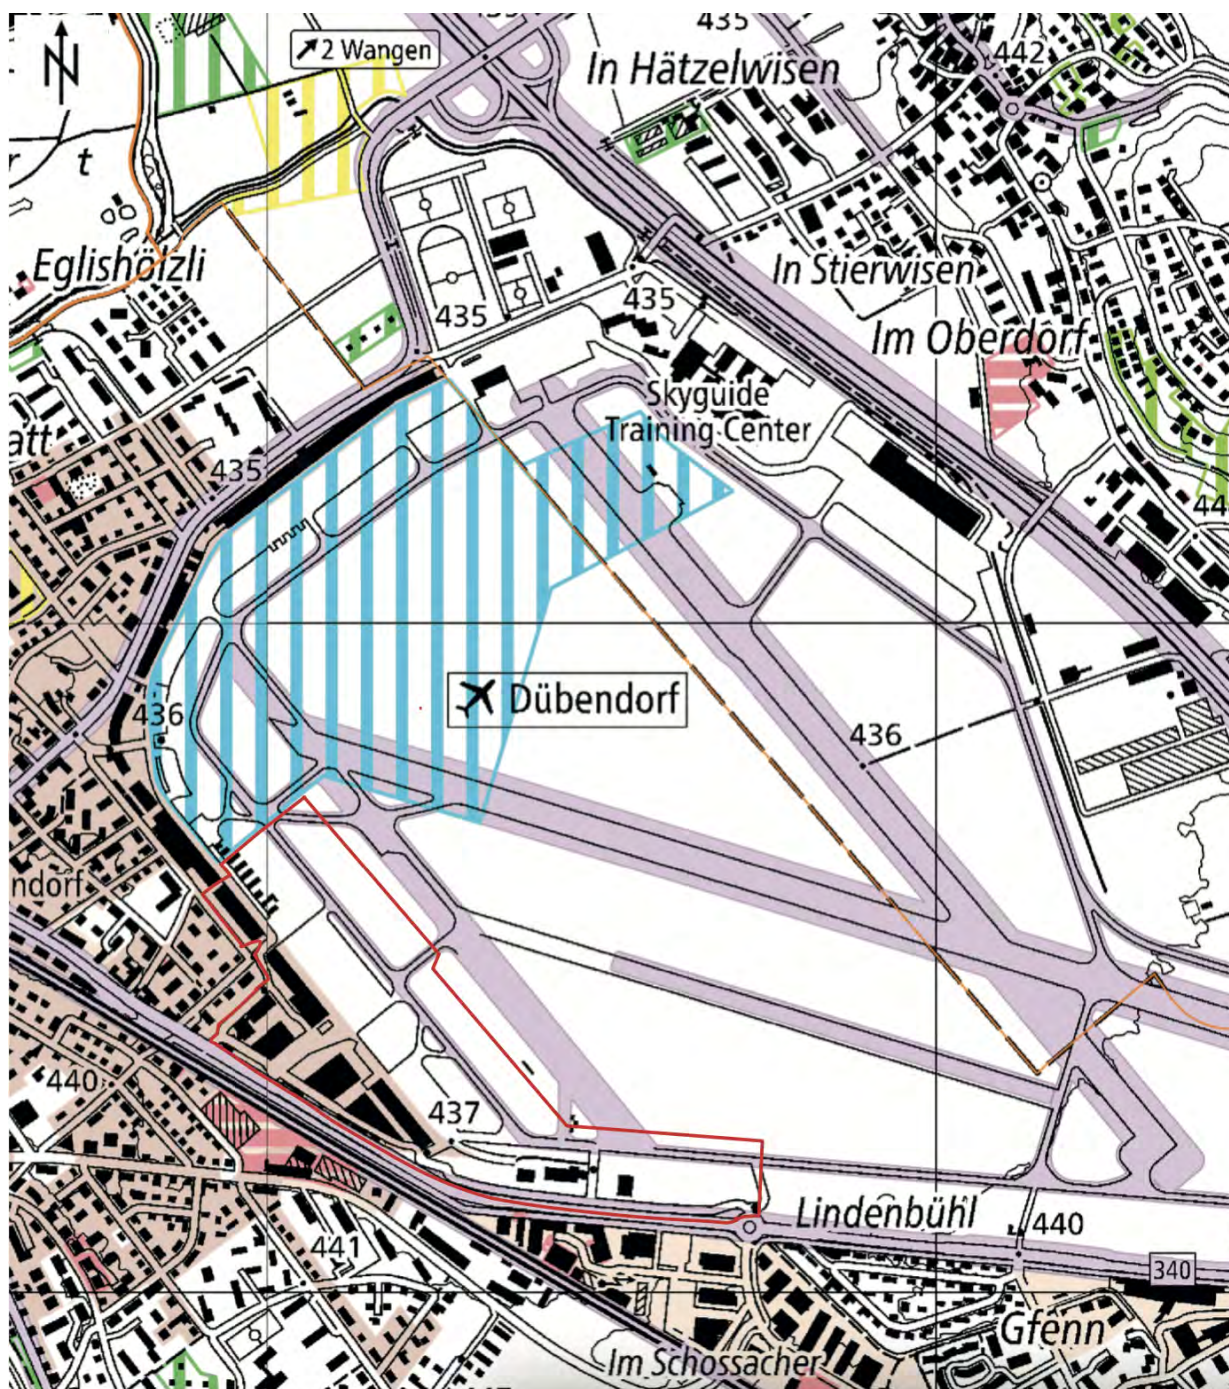 435
435
442
N
2 Wangen
In Hätzelwisen
r t
Eglishölzli
In Stierwisen
435
435
Im Oberdorf
Skyguide
Training Center
att
435
44
Dübendorf
436
436
ndorf
440
437
Lindenbühl
440
441
340
Gfenn
Im Schossacher